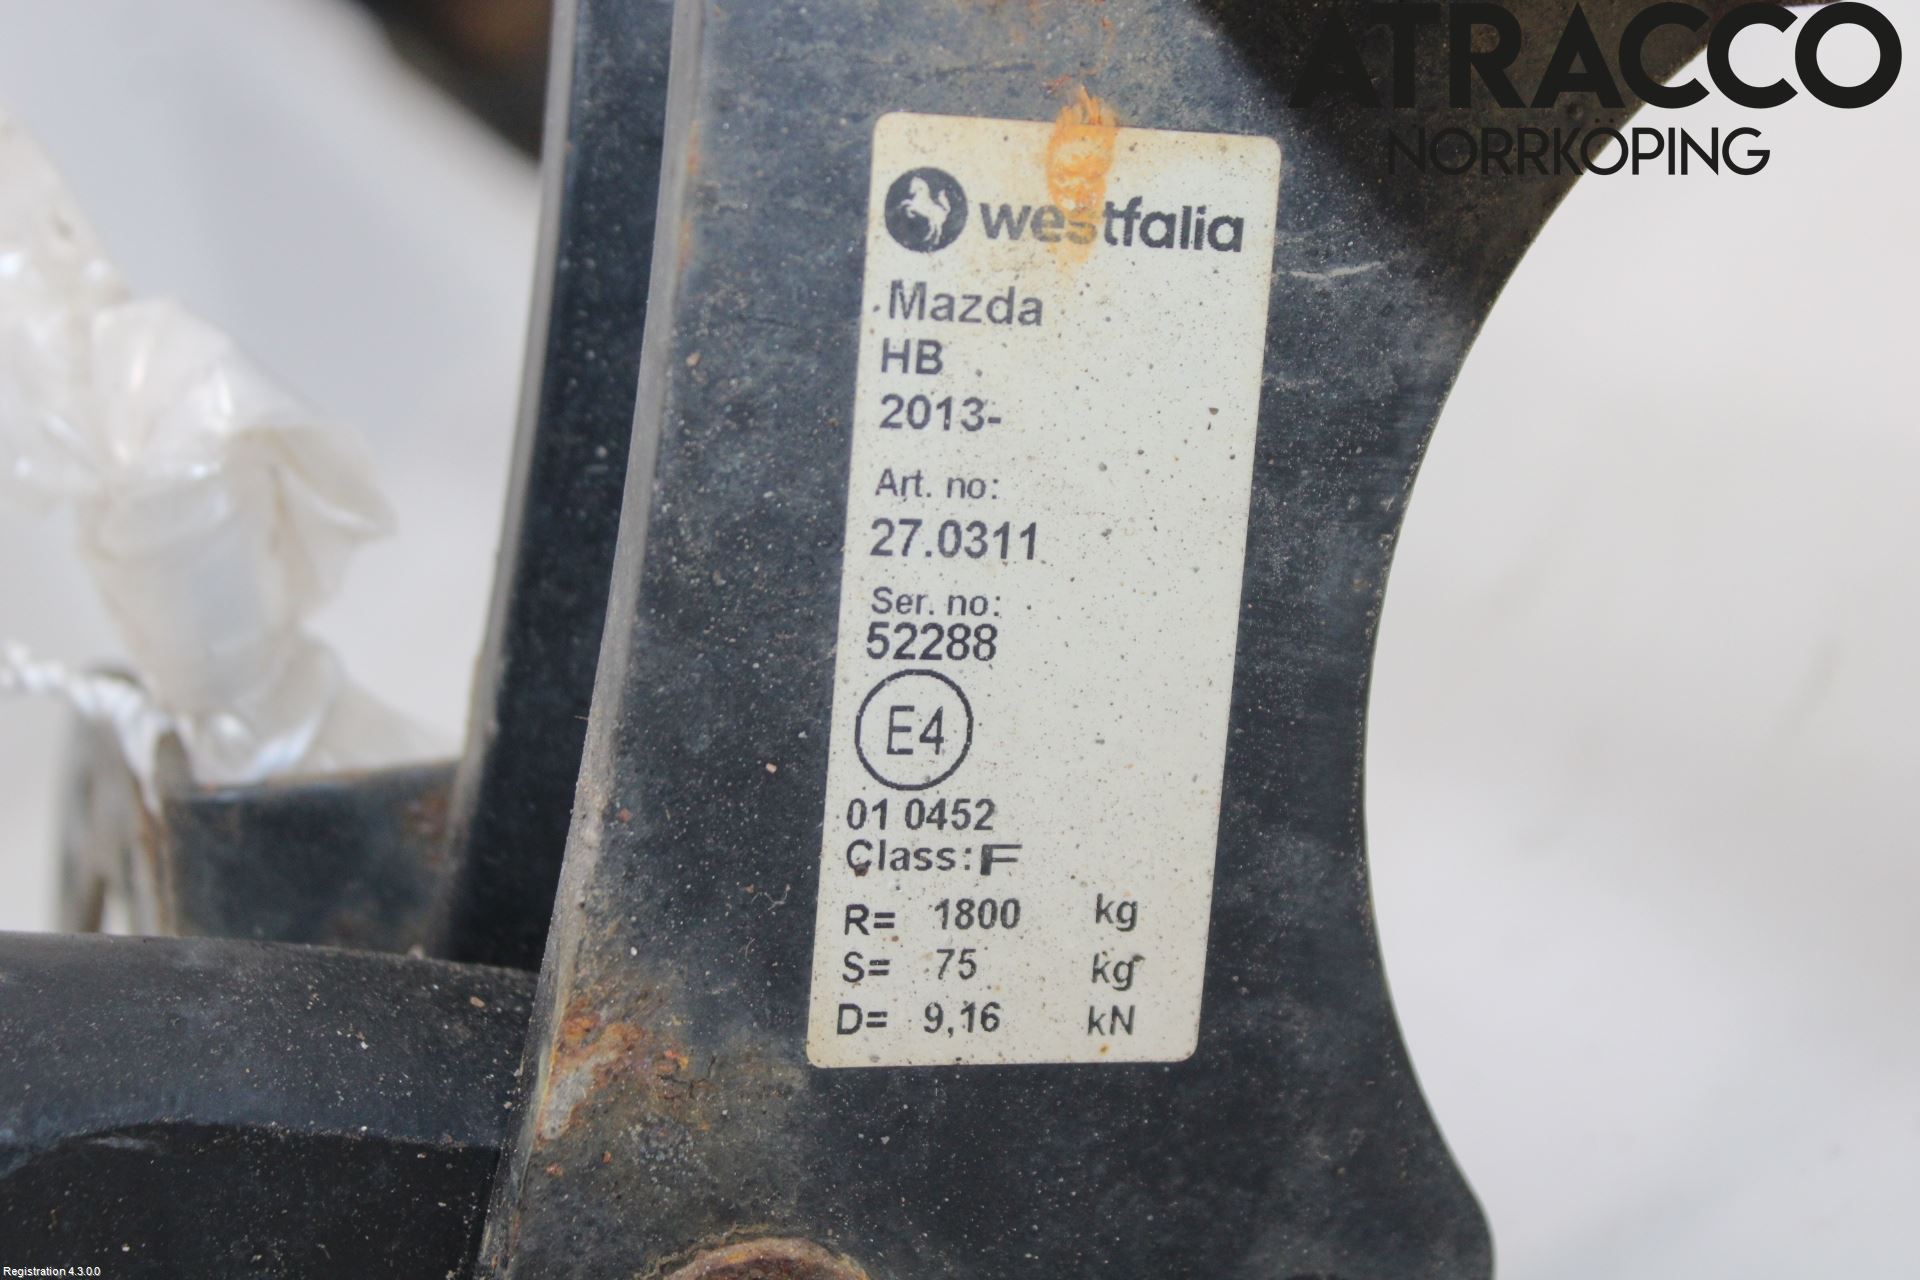 ATRACCO
NORRKÖPING
westfalia
Mazda
HB
2013-
Art. no:
27.0311
Ser. no:
52288
E4
01 0452
Class: F
R= 1800 kg
S= 75 kg
D= 9,16 kN
Registration 4.3.0.0